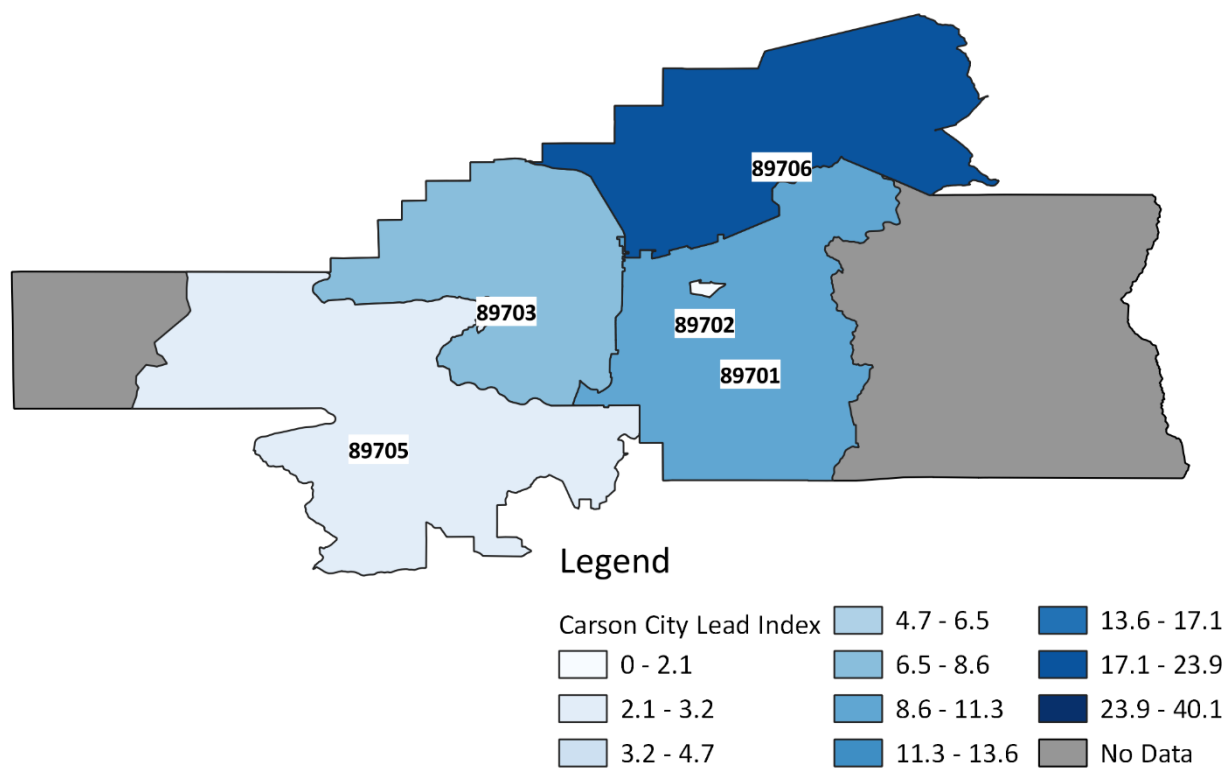 89706
89703
89702
89701
89705
Legend
Carson City Lead Index
0 - 2.1
2.1 - 3.2
3.2 - 4.7
4.7 - 6.5
6.5 - 8.6
8.6 - 11.3
11.3 - 13.6
13.6 - 17.1
17.1 - 23.9
23.9 - 40.1
No Data